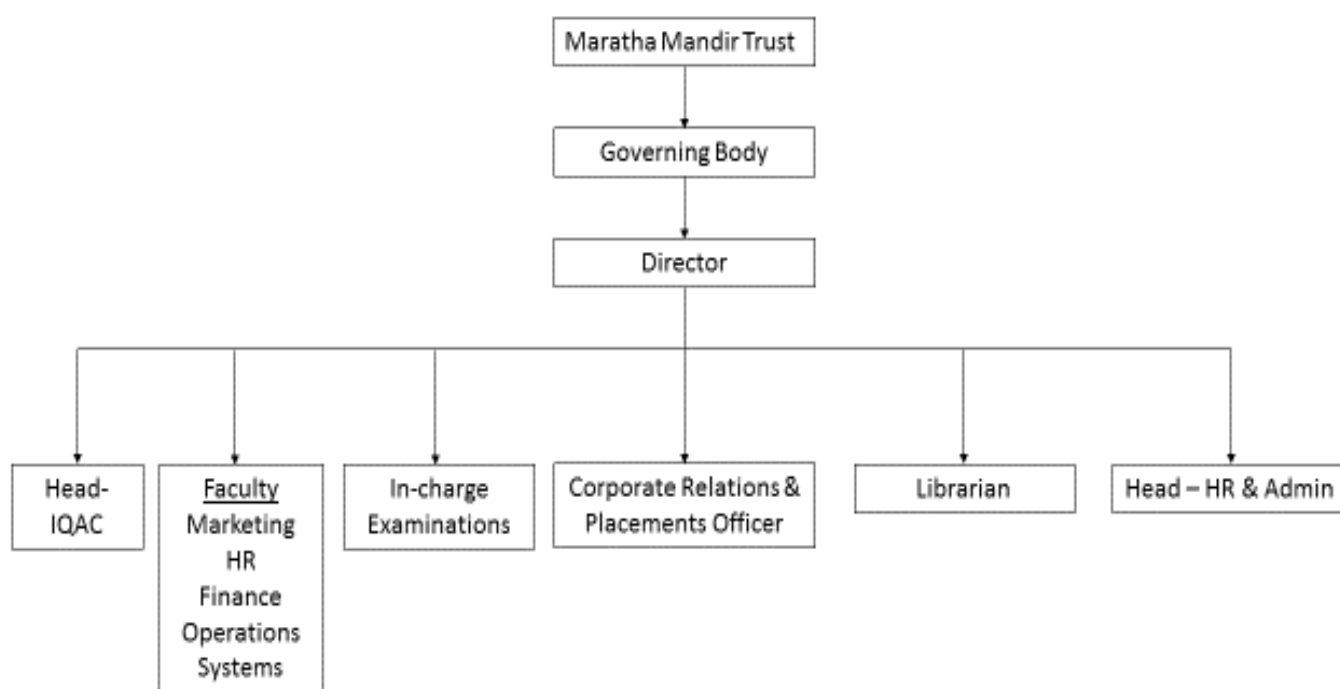 Maratha Mandir Trust
Governing Body
Director
Head-
IQAC
Faculty
Marketing
HR
Finance
Operations
Systems
In-charge
Examinations
Corporate Relations &
Placements Officer
Librarian
Head – HR & Admin